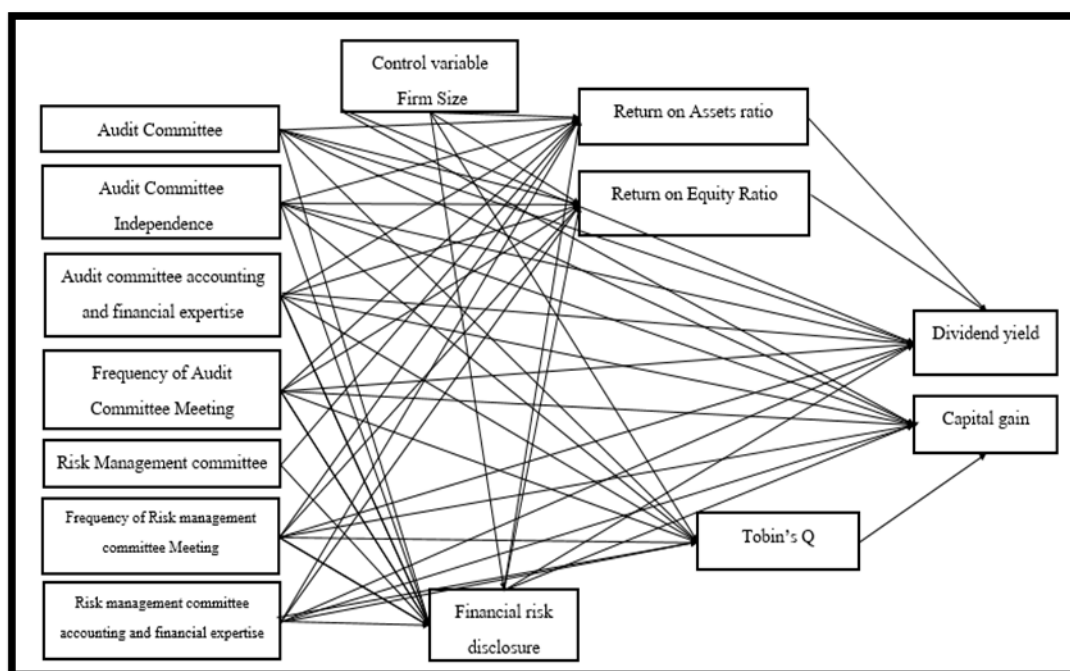 Control variable
Firm Size
Return on Assets ratio
Audit Committee
Audit Committee
Independence
Return on Equity Ratio
Audit committee accounting
and financial expertise
Dividend yield
Frequency of Audit
Committee Meeting
Capital gain
Risk Management committee
Frequency of Risk management
committee Meeting
Tobin’s Q
Risk management committee
accounting and financial expertise
Financial risk
disclosure